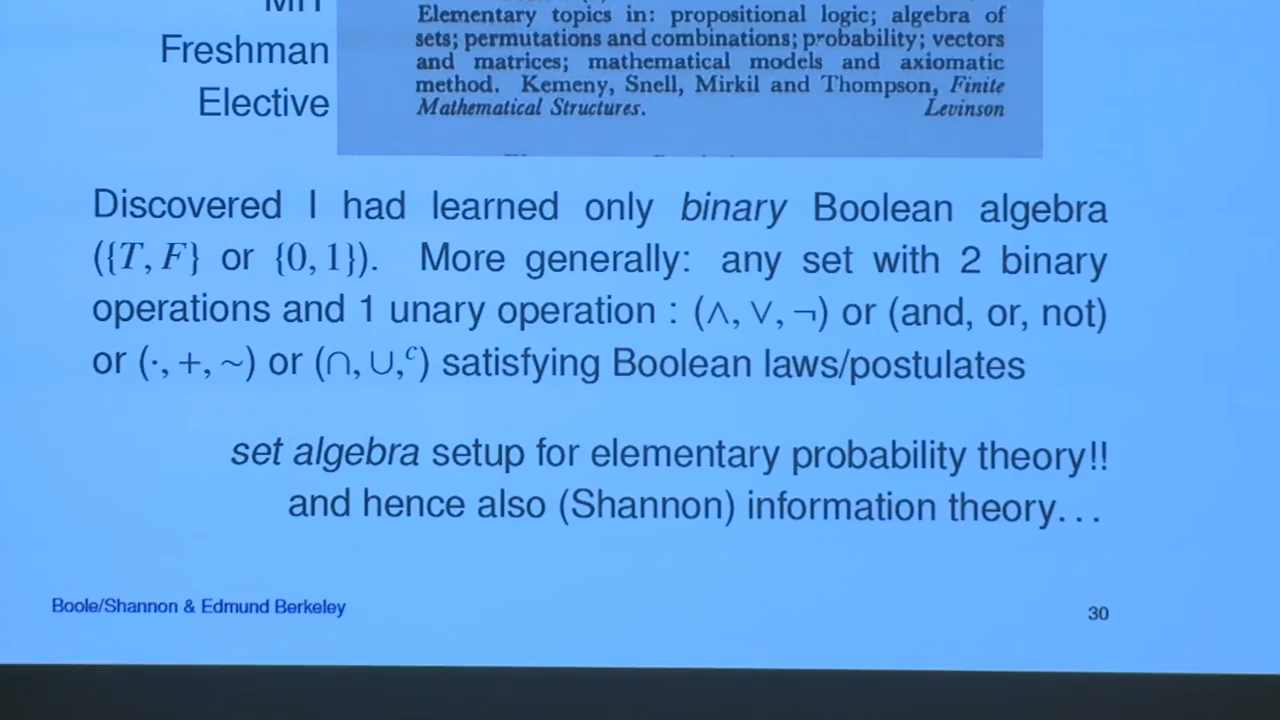 Elementary topics in: propositional logic; algebra of
Freshman
sets; permutations and combinations; probability; vectors
and matrices; mathematical models and axiomatic
Elective
method. Kemeny, Snell, Mirkil and Thompson, Finite
Mathematical Structures. Levinson
Discovered I had learned only binary Boolean algebra
({T, F} or {0, 1}). More generally: any set with 2 binary
operations and 1 unary operation : (∧, ∨, ¬) or (and, or, not)
or (·, +, ~) or (∩, ∪,ᶜ) satisfying Boolean laws/postulates
set algebra setup for elementary probability theory!!
and hence also (Shannon) information theory...
Boole/Shannon & Edmund Berkeley
30